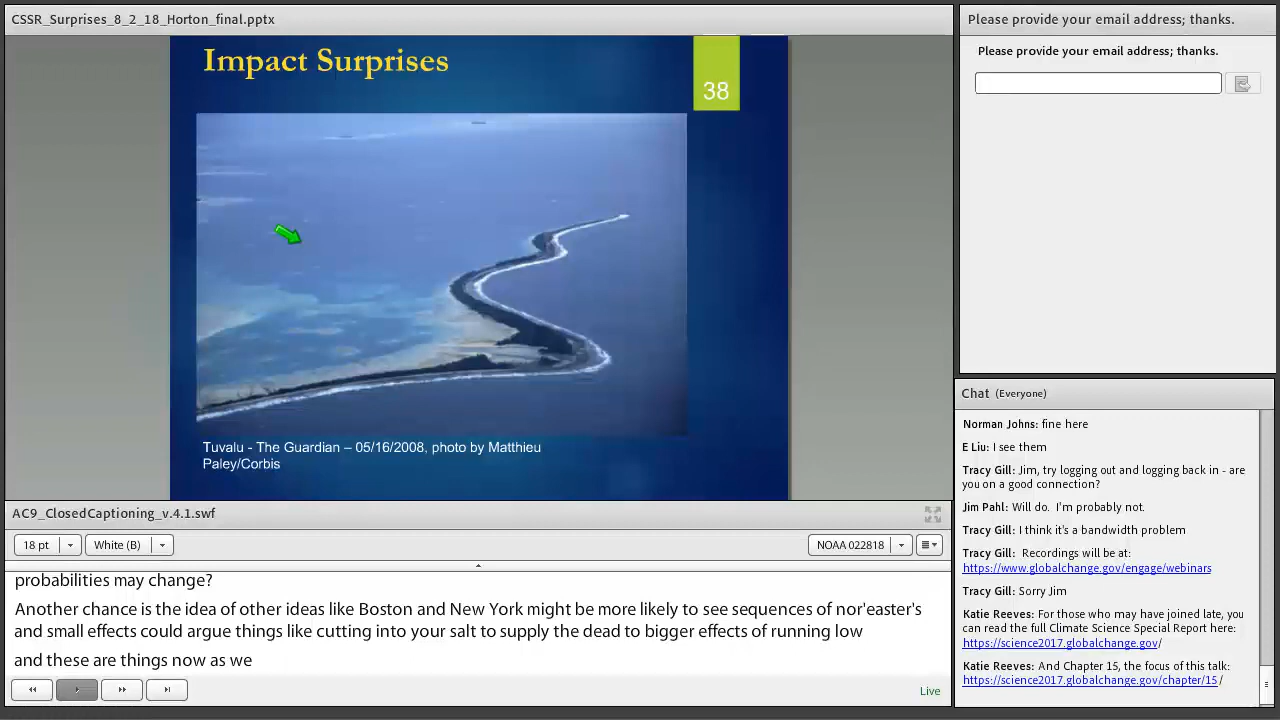 CSSR_Surprises_8_2_18_Horton_final.pptx
Impact Surprises
38
Tuvalu - The Guardian – 05/16/2008, photo by Matthieu
Paley/Corbis
AC9_ClosedCaptioning_v.4.1.swf
18 pt
White (B)
NOAA 022818
probabilities may change?
Another chance is the idea of other ideas like Boston and New York might be more likely to see sequences of nor'easter's
and small effects could argue things like cutting into your salt to supply the dead to bigger effects of running low
and these are things now as we
Live
Please provide your email address; thanks.
Please provide your email address; thanks.
Chat (Everyone)
Norman Johns: fine here
E Liu: I see them
Tracy Gill: Jim, try logging out and logging back in - are
you on a good connection?
Jim Pahl: Will do. I'm probably not.
Tracy Gill: I think it's a bandwidth problem
Tracy Gill: Recordings will be at:
https://www.globalchange.gov/engage/webinars
Tracy Gill: Sorry Jim
Katie Reeves: For those who may have joined late, you
can read the full Climate Science Special Report here:
https://science2017.globalchange.gov/
Katie Reeves: And Chapter 15, the focus of this talk:
https://science2017.globalchange.gov/chapter/15/